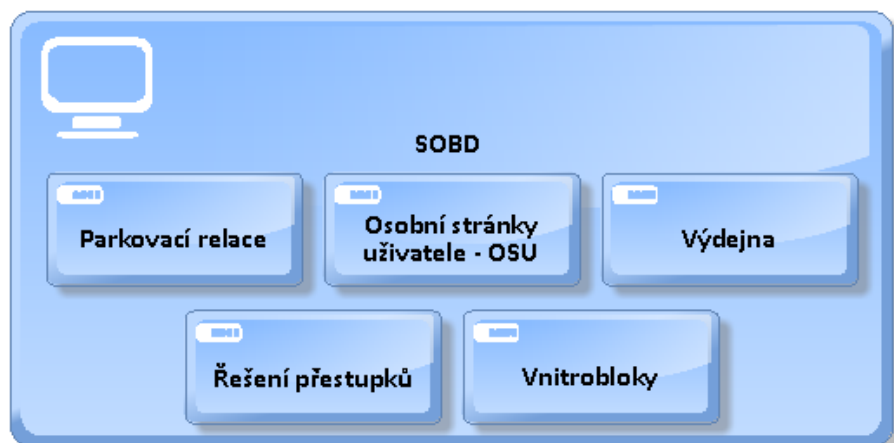 SOBD
Parkovací relace
Osobní stránky
uživatele - OSU
Výdejna
Řešení přestupků
Vnitrobloky